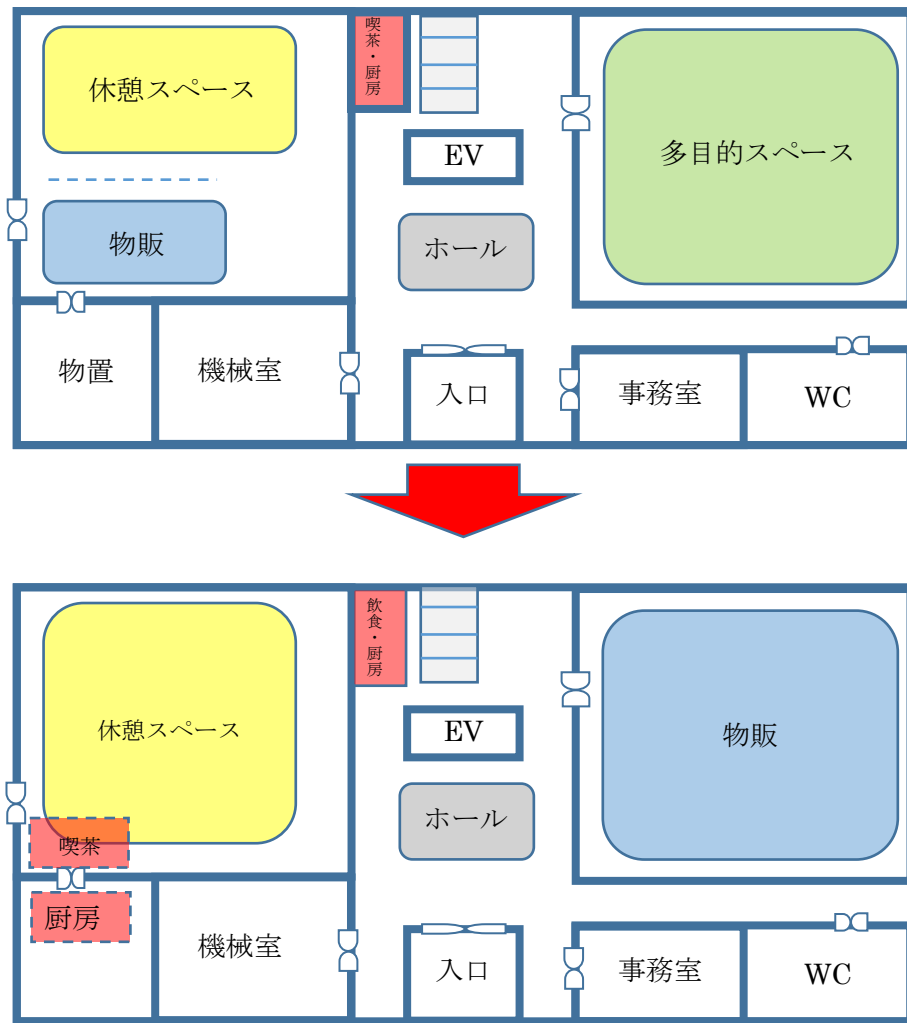 休憩スペース
喫茶・厨房
EV
多目的スペース
物販
ホール
物置
機械室
入口
事務室
WC
休憩スペース
飲食・厨房
EV
物販
ホール
喫茶
厨房
機械室
入口
事務室
WC